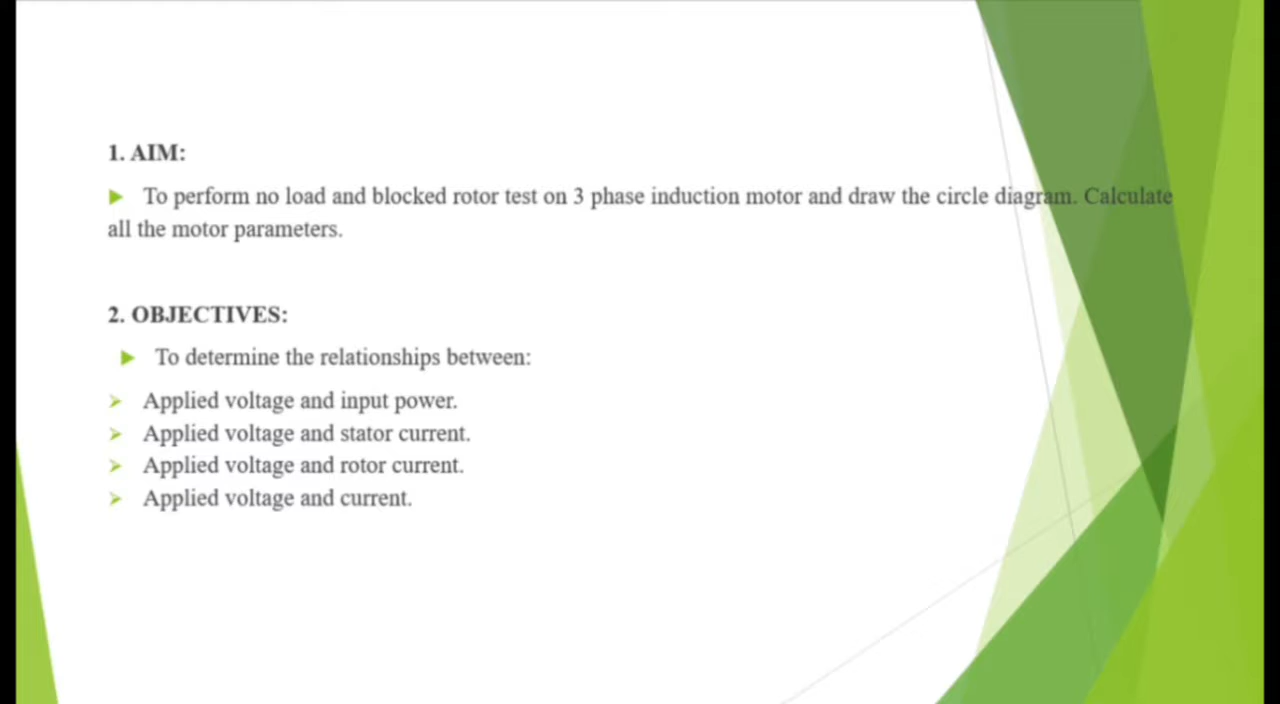 1. AIM:
To perform no load and blocked rotor test on 3 phase induction motor and draw the circle diagram. Calculate
all the motor parameters.
2. OBJECTIVES:
To determine the relationships between:
Applied voltage and input power.
Applied voltage and stator current.
Applied voltage and rotor current.
Applied voltage and current.